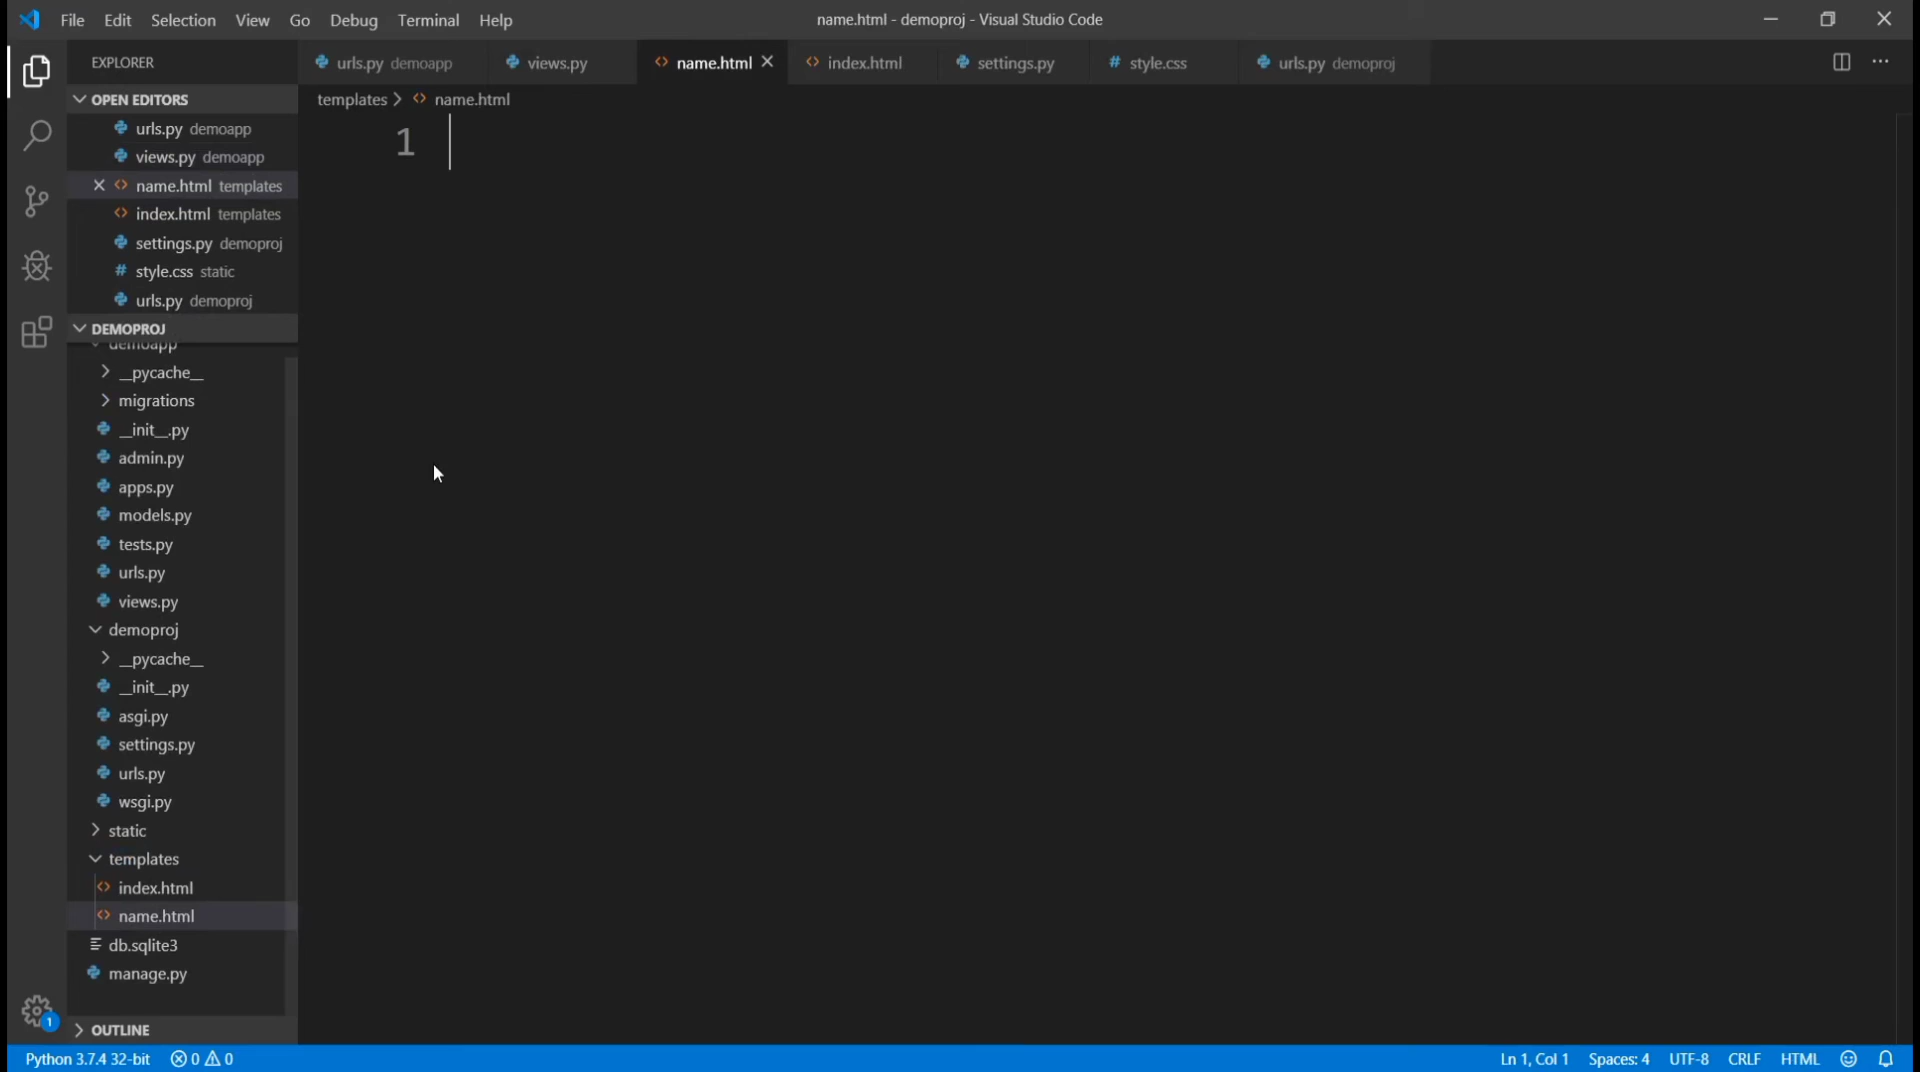 File Edit Selection View Go Debug Terminal Help name.html - demoproj - Visual Studio Code
EXPLORER
urls.py demoapp views.py name.html index.html settings.py # style.css urls.py demoproj
OPEN EDITORS
templates > name.html
1
urls.py demoapp
views.py demoapp
name.html templates
index.html templates
settings.py demoproj
# style.css static
urls.py demoproj
DEMOPROJ
demoapp
__pycache__
migrations
__init__.py
admin.py
apps.py
models.py
tests.py
urls.py
views.py
demoproj
__pycache__
__init__.py
asgi.py
settings.py
urls.py
wsgi.py
static
templates
index.html
name.html
db.sqlite3
manage.py
1
OUTLINE
Python 3.7.4 32-bit 0 0 Ln 1, Col 1 Spaces: 4 UTF-8 CRLF HTML